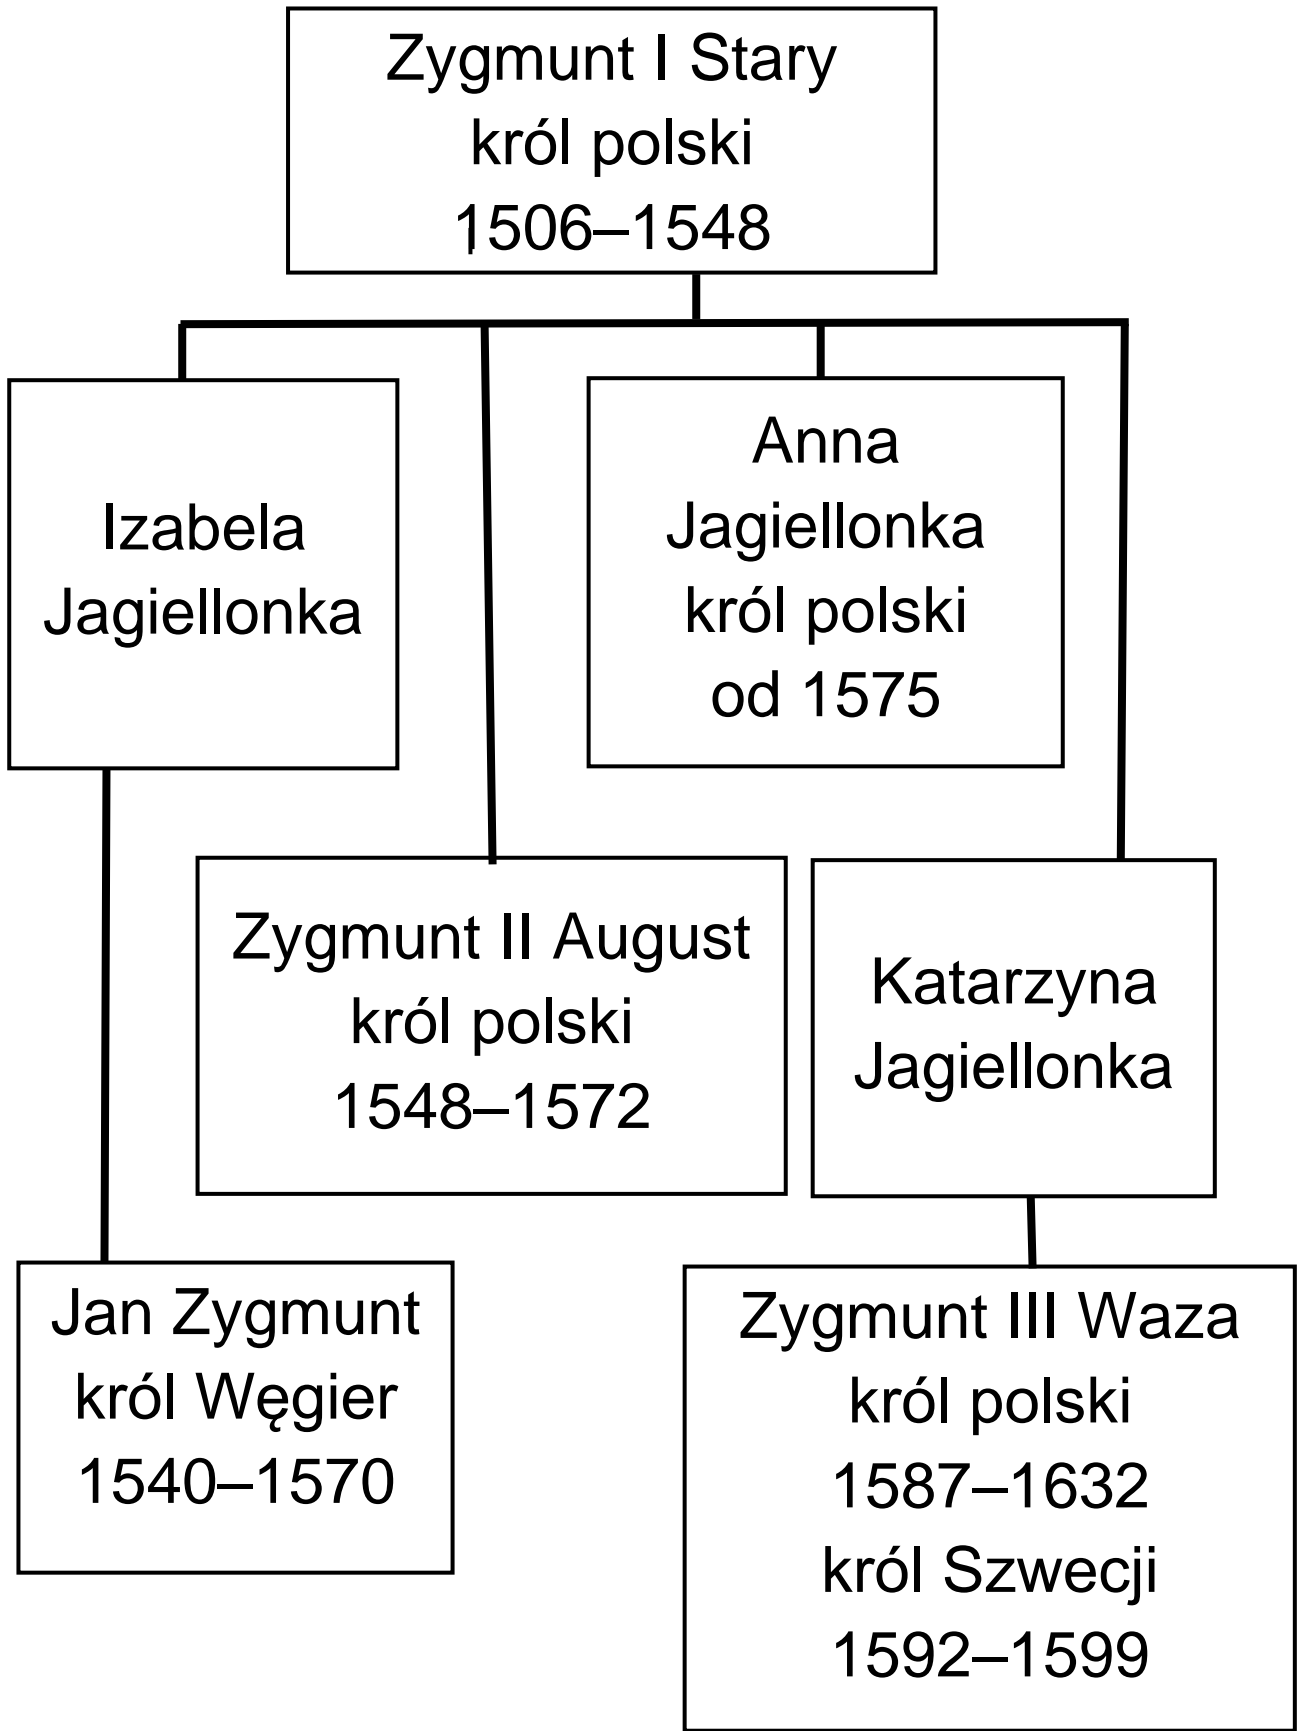 Zygmunt I Stary
król polski
1506–1548
Izabela
Jagiellonka
Anna
Jagiellonka
król polski
od 1575
Zygmunt II August
król polski
1548–1572
Katarzyna
Jagiellonka
Jan Zygmunt
król Węgier
1540–1570
Zygmunt III Waza
król polski
1587–1632
król Szwecji
1592–1599